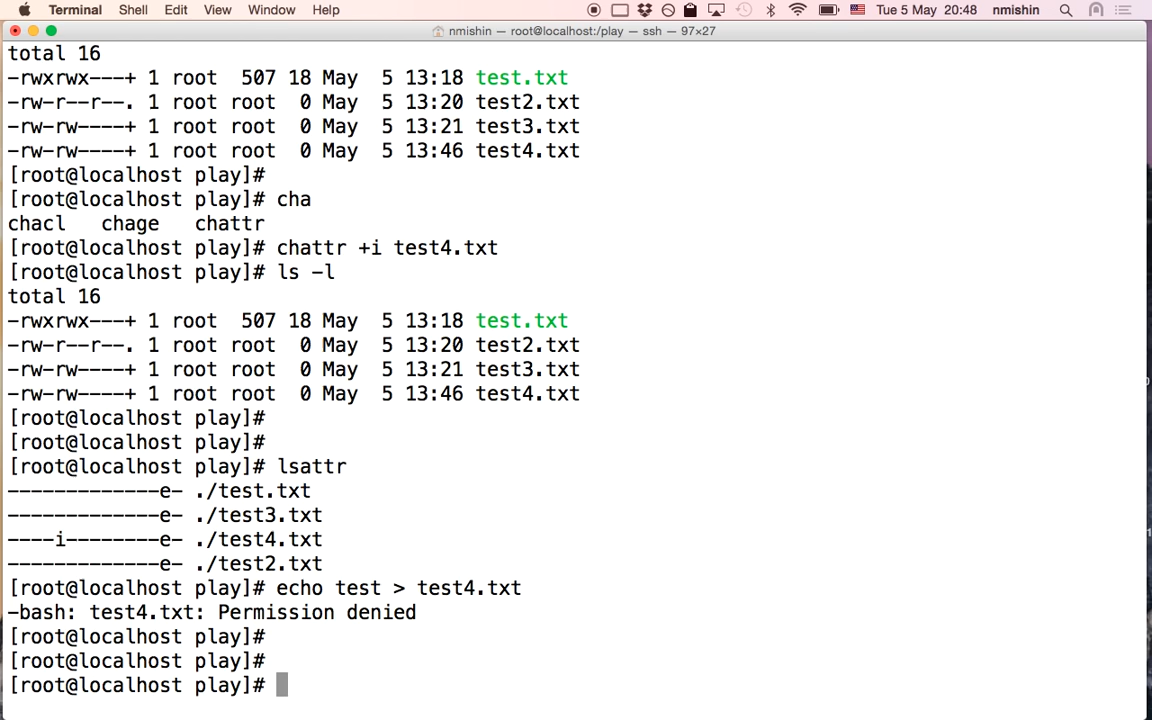 Terminal Shell Edit View Window Help Tue 5 May 20:48 nmishin
nmishin — root@localhost:/play — ssh — 97×27
total 16
-rwxrwx---+ 1 root  507 18 May  5 13:18 test.txt
-rw-r--r--. 1 root root  0 May  5 13:20 test2.txt
-rw-rw----+ 1 root root  0 May  5 13:21 test3.txt
-rw-rw----+ 1 root root  0 May  5 13:46 test4.txt
[root@localhost play]#
[root@localhost play]# cha
chacl   chage   chattr
[root@localhost play]# chattr +i test4.txt
[root@localhost play]# ls -l
total 16
-rwxrwx---+ 1 root  507 18 May  5 13:18 test.txt
-rw-r--r--. 1 root root  0 May  5 13:20 test2.txt
-rw-rw----+ 1 root root  0 May  5 13:21 test3.txt
-rw-rw----+ 1 root root  0 May  5 13:46 test4.txt
[root@localhost play]#
[root@localhost play]#
[root@localhost play]# lsattr
-------------e- ./test.txt
-------------e- ./test3.txt
----i--------e- ./test4.txt
-------------e- ./test2.txt
[root@localhost play]# echo test > test4.txt
-bash: test4.txt: Permission denied
[root@localhost play]#
[root@localhost play]#
[root@localhost play]#